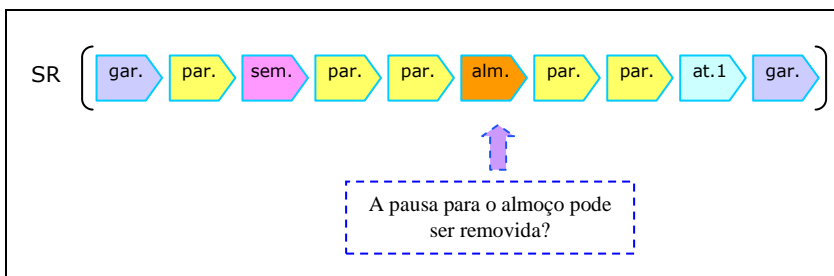 SR gar. par. sem. par. par. alm. par. par. at.1 gar.
A pausa para o almoço pode
ser removida?